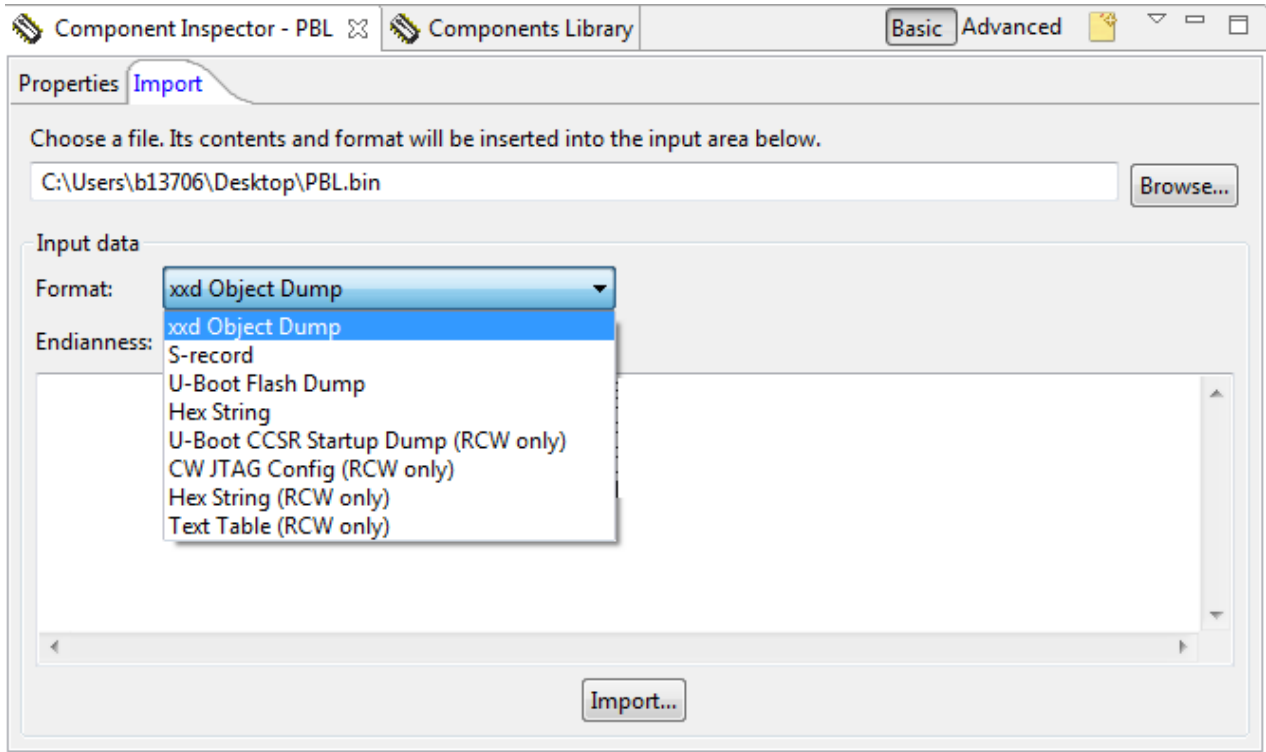 Component Inspector - PBL Components Library Basic Advanced
Properties Import
Choose a file. Its contents and format will be inserted into the input area below.
C:\Users\b13706\Desktop\PBL.bin Browse...
Input data
Format: xxd Object Dump
xxd Object Dump
Endianness:
S-record
U-Boot Flash Dump
Hex String
U-Boot CCSR Startup Dump (RCW only)
CW JTAG Config (RCW only)
Hex String (RCW only)
Text Table (RCW only)
Import...